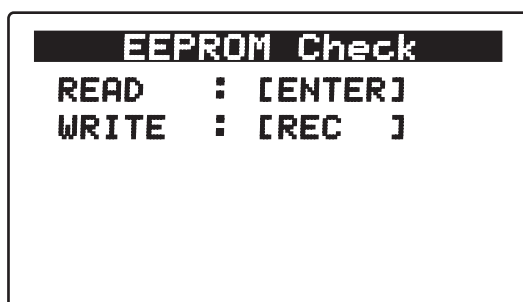 EEPROM Check
READ : [ENTER]
WRITE : [REC ]